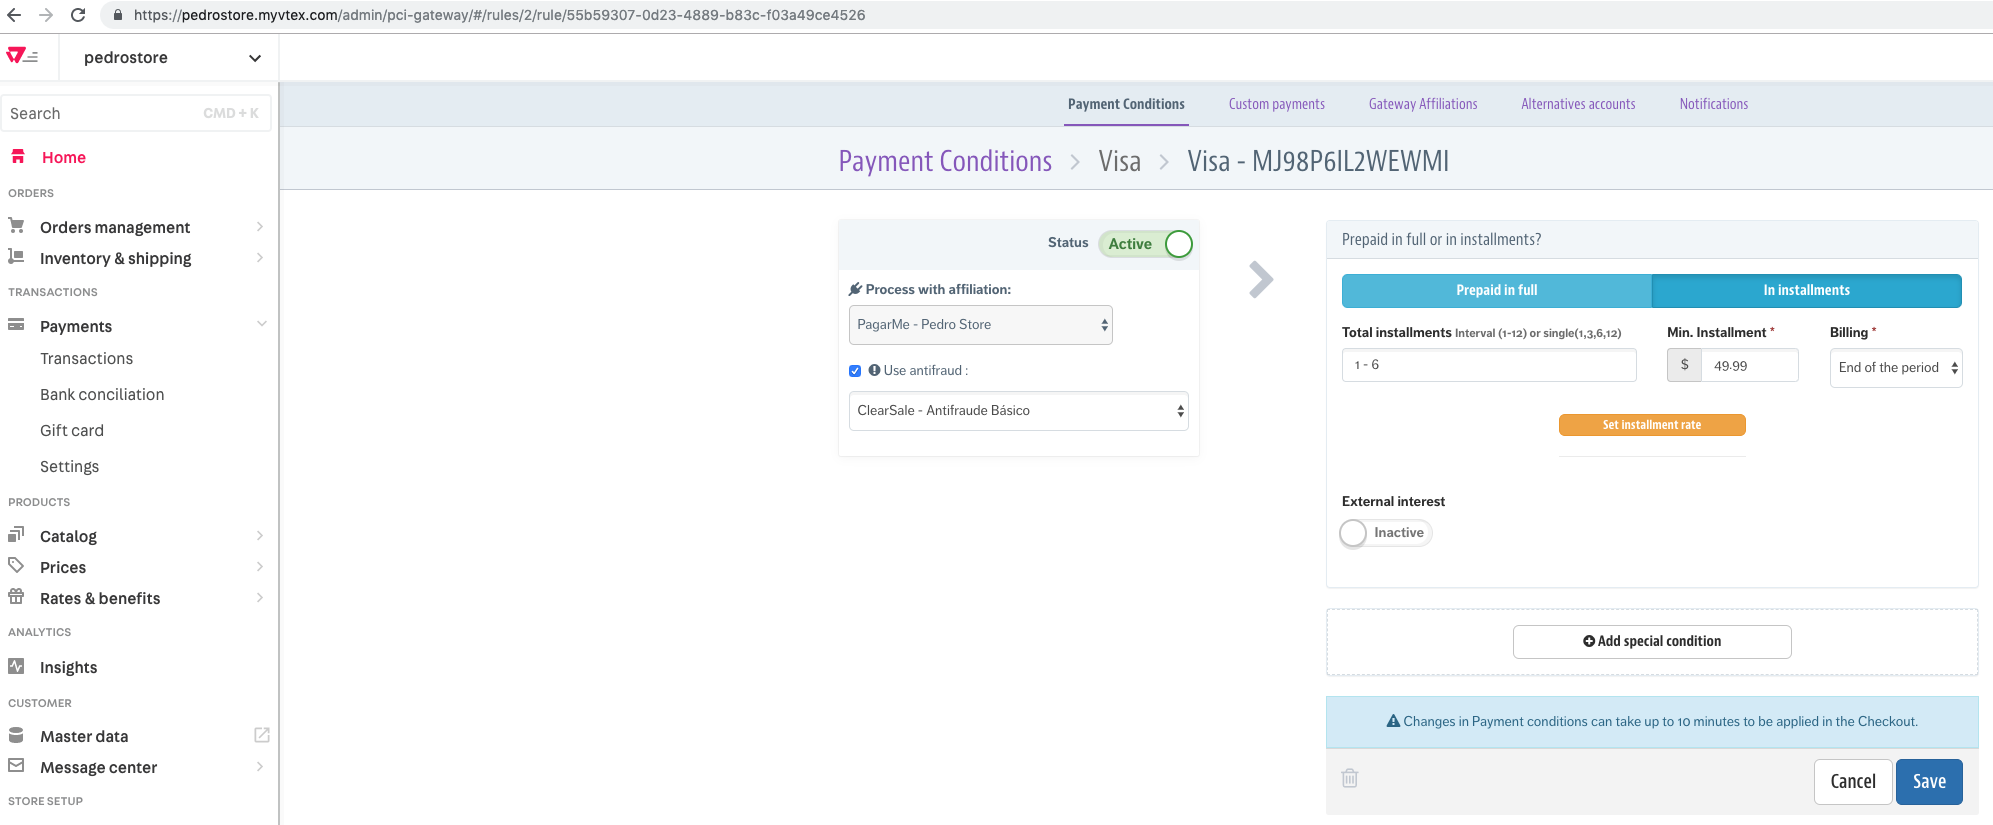 https://pedrostore.myvtex.com/admin/pci-gateway/#/rules/2/rule/55b59307-0d23-4889-b83c-f03a49ce4526
pedrostore
Search CMD + K
Home
ORDERS
Orders management
Inventory & shipping
TRANSACTIONS
Payments
Transactions
Bank conciliation
Gift card
Settings
PRODUCTS
Catalog
Prices
Rates & benefits
ANALYTICS
Insights
CUSTOMER
Master data
Message center
STORE SETUP
Payment Conditions Custom payments Gateway Affiliations Alternatives accounts Notifications
Payment Conditions > Visa > Visa - MJ98P6IL2WEWMI
Status Active
Process with affiliation:
PagarMe - Pedro Store
Use antifraud :
ClearSale - Antifraude Básico
Prepaid in full or in installments?
Prepaid in full In installments
Total installments Interval (1-12) or single(1,3,6,12) Min. Installment * Billing *
1 - 6 $ 49.99 End of the period
Set installment rate
External interest
Inactive
Add special condition
Changes in Payment conditions can take up to 10 minutes to be applied in the Checkout.
Cancel Save